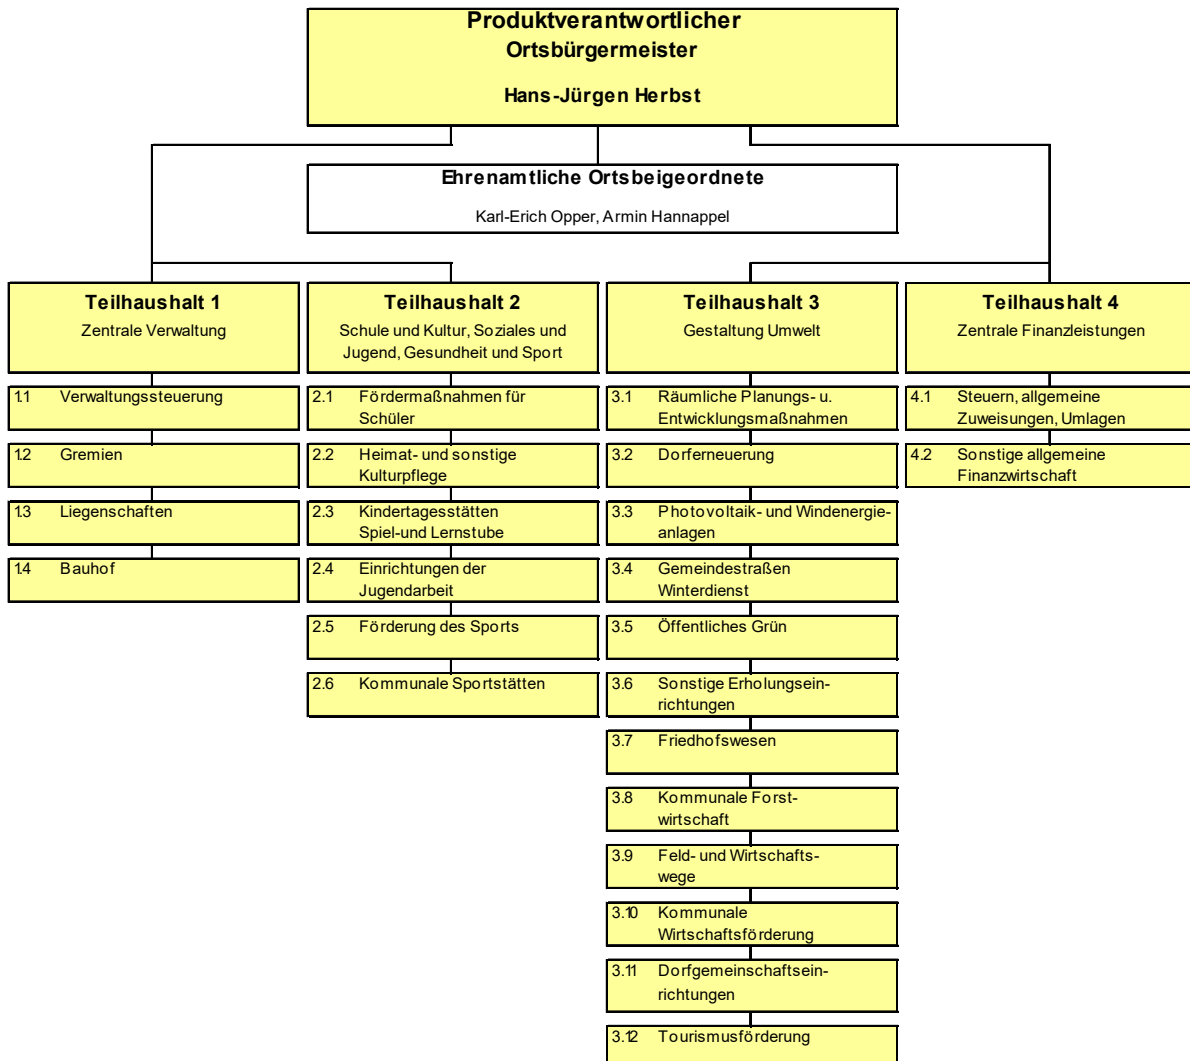 Produktverantwortlicher
Ortsbürgermeister
Hans-Jürgen Herbst
Ehrenamtliche Ortsbeigeordnete
Karl-Erich Opper, Armin Hannappel
Teilhaushalt 1
Zentrale Verwaltung
1.1 Verwaltungssteuerung
1.2 Gremien
1.3 Liegenschaften
1.4 Bauhof
Teilhaushalt 2
Schule und Kultur, Soziales und
Jugend, Gesundheit und Sport
2.1 Fördermaßnahmen für
Schüler
2.2 Heimat- und sonstige
Kulturpflege
2.3 Kindertagesstätten
Spiel-und Lernstube
2.4 Einrichtungen der
Jugendarbeit
2.5 Förderung des Sports
2.6 Kommunale Sportstätten
Teilhaushalt 3
Gestaltung Umwelt
3.1 Räumliche Planungs- u.
Entwicklungsmaßnahmen
3.2 Dorferneuerung
3.3 Photovoltaik- und Windenergie-
anlagen
3.4 Gemeindestraßen
Winterdienst
3.5 Öffentliches Grün
3.6 Sonstige Erholungsein-
richtungen
3.7 Friedhofswesen
3.8 Kommunale Forst-
wirtschaft
3.9 Feld- und Wirtschafts-
wege
3.10 Kommunale
Wirtschaftsförderung
3.11 Dorfgemeinschaftsein-
richtungen
3.12 Tourismusförderung
Teilhaushalt 4
Zentrale Finanzleistungen
4.1 Steuern, allgemeine
Zuweisungen, Umlagen
4.2 Sonstige allgemeine
Finanzwirtschaft